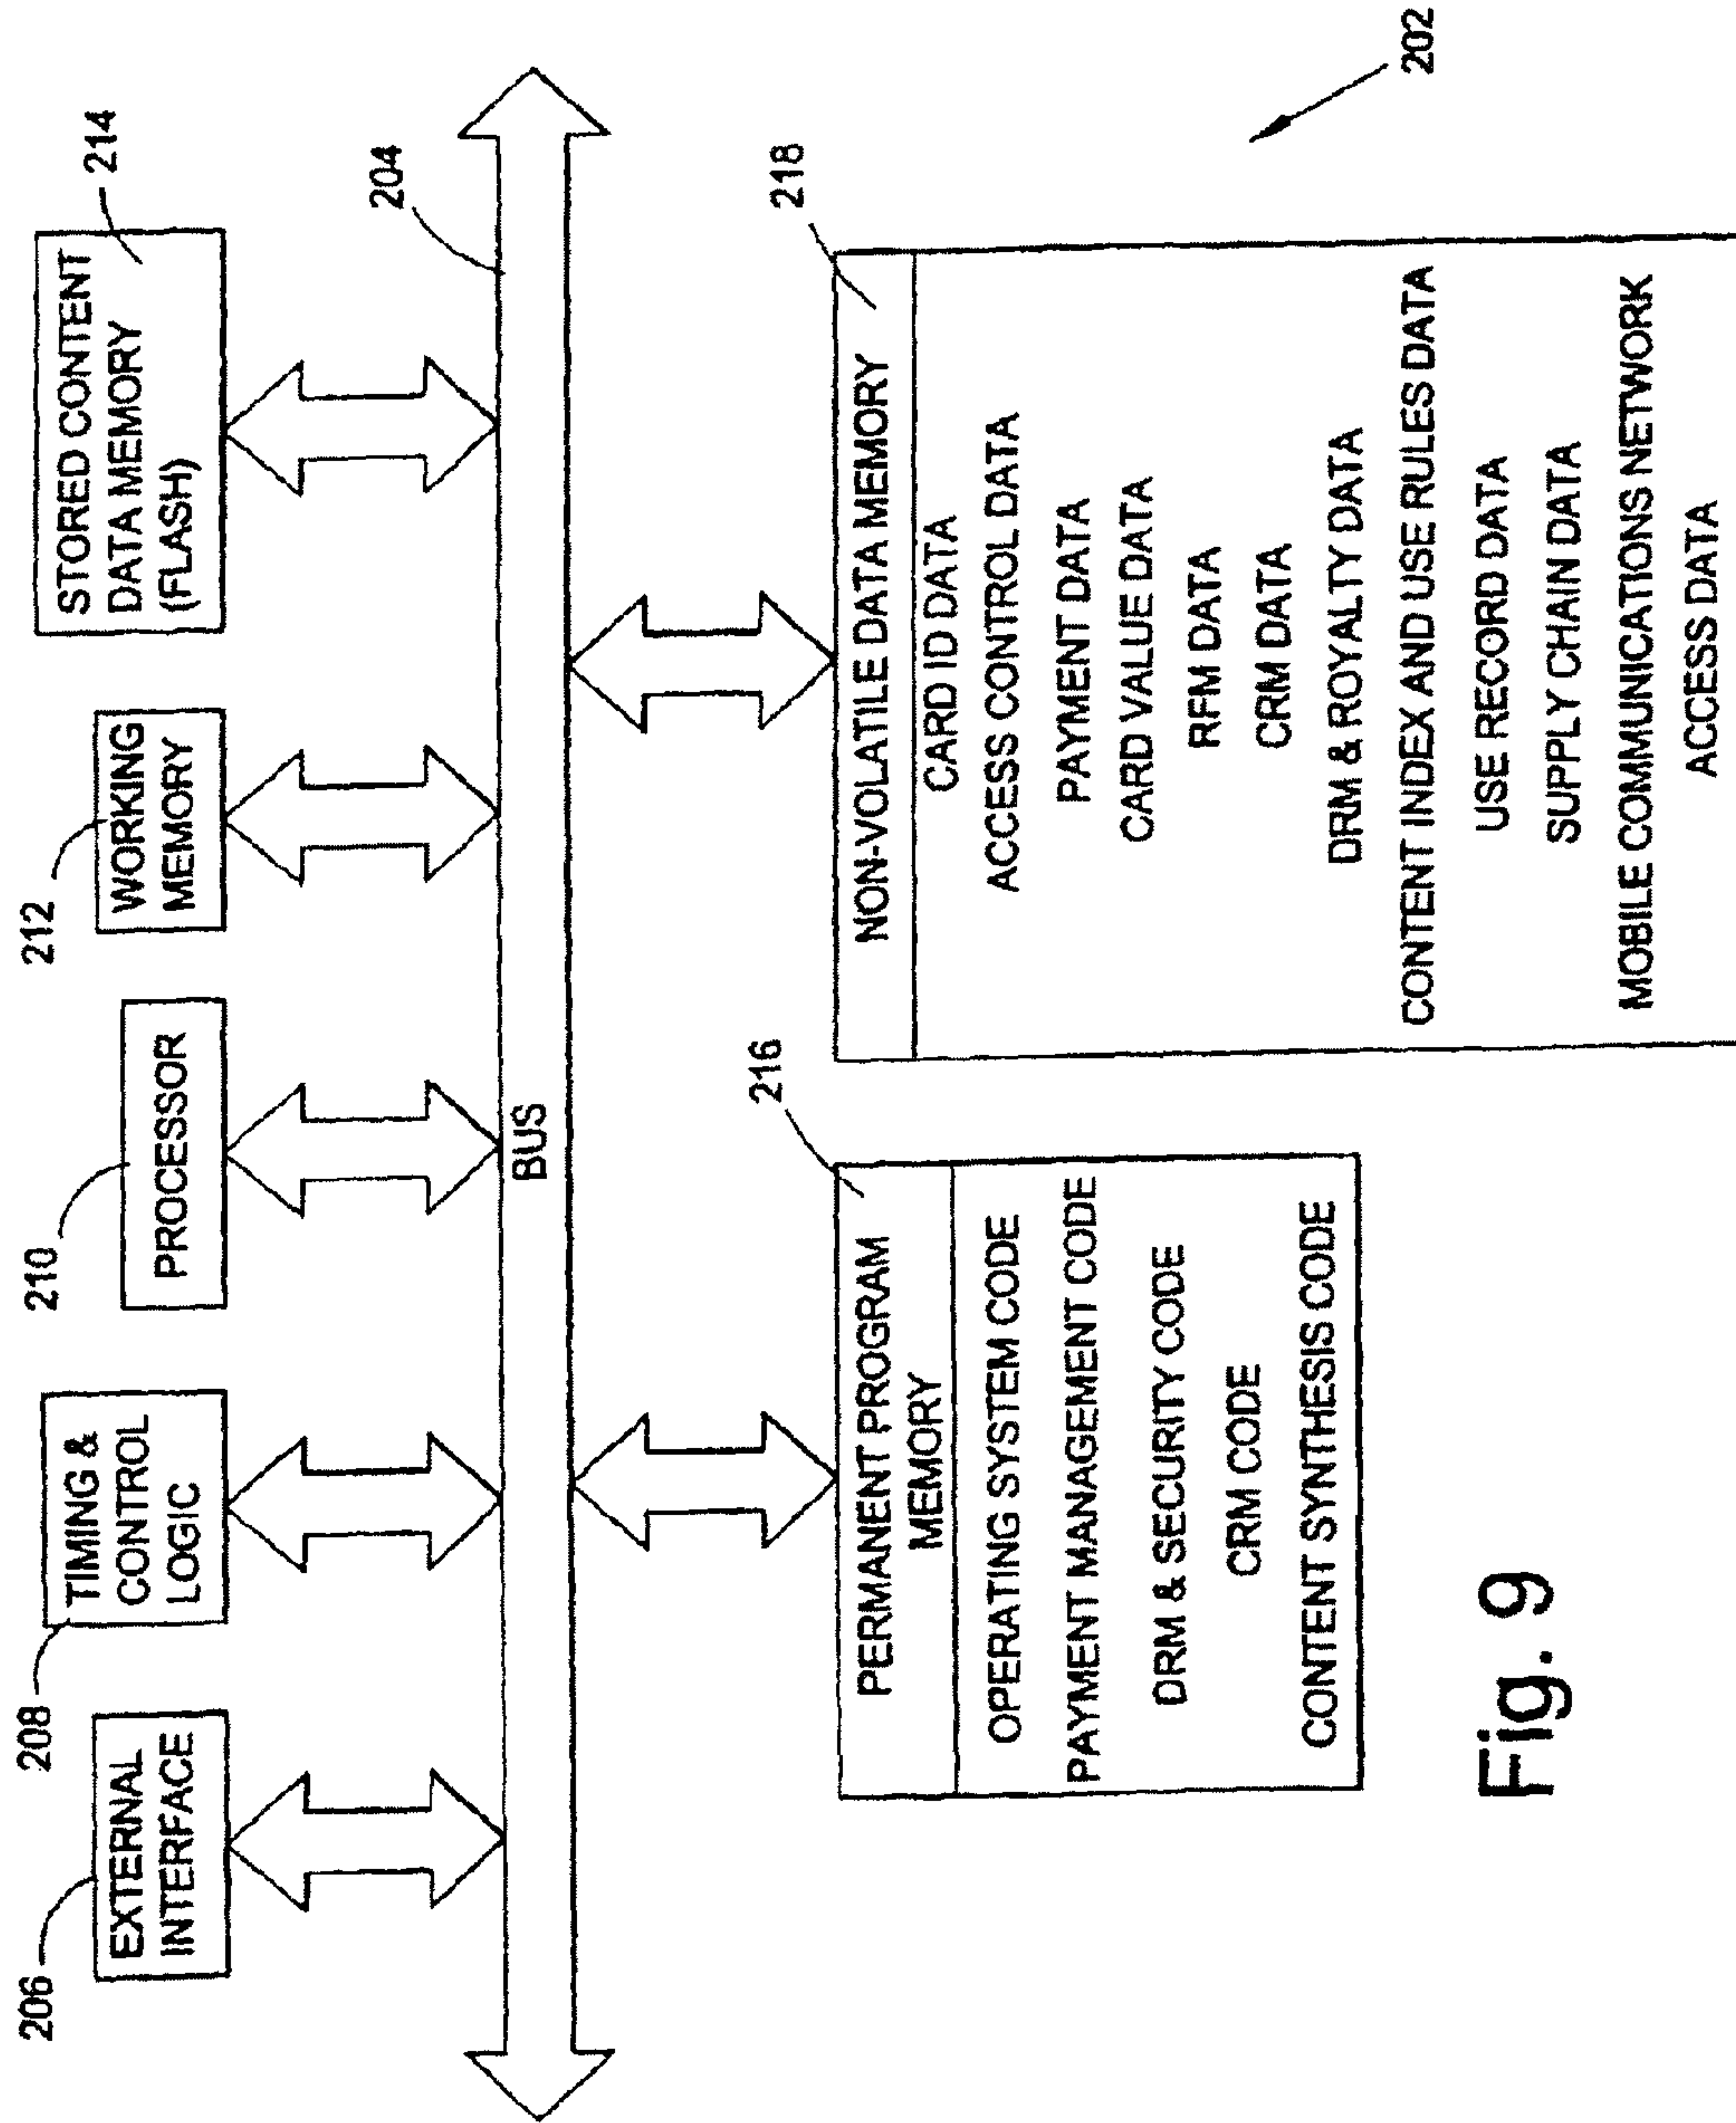 206
EXTERNAL
INTERFACE
208
TIMING &
CONTROL
LOGIC
210
PROCESSOR
212
WORKING
MEMORY
STORED CONTENT
DATA MEMORY
(FLASH)
214
BUS
204
216
PERMANENT PROGRAM
MEMORY
OPERATING SYSTEM CODE
PAYMENT MANAGEMENT CODE
DRM & SECURITY CODE
CRM CODE
CONTENT SYNTHESIS CODE
218
NON-VOLATILE DATA MEMORY
CARD ID DATA
ACCESS CONTROL DATA
PAYMENT DATA
CARD VALUE DATA
RFM DATA
CRM DATA
DRM & ROYALTY DATA
CONTENT INDEX AND USE RULES DATA
USE RECORD DATA
SUPPLY CHAIN DATA
MOBILE COMMUNICATIONS NETWORK
ACCESS DATA
202
Fig. 9